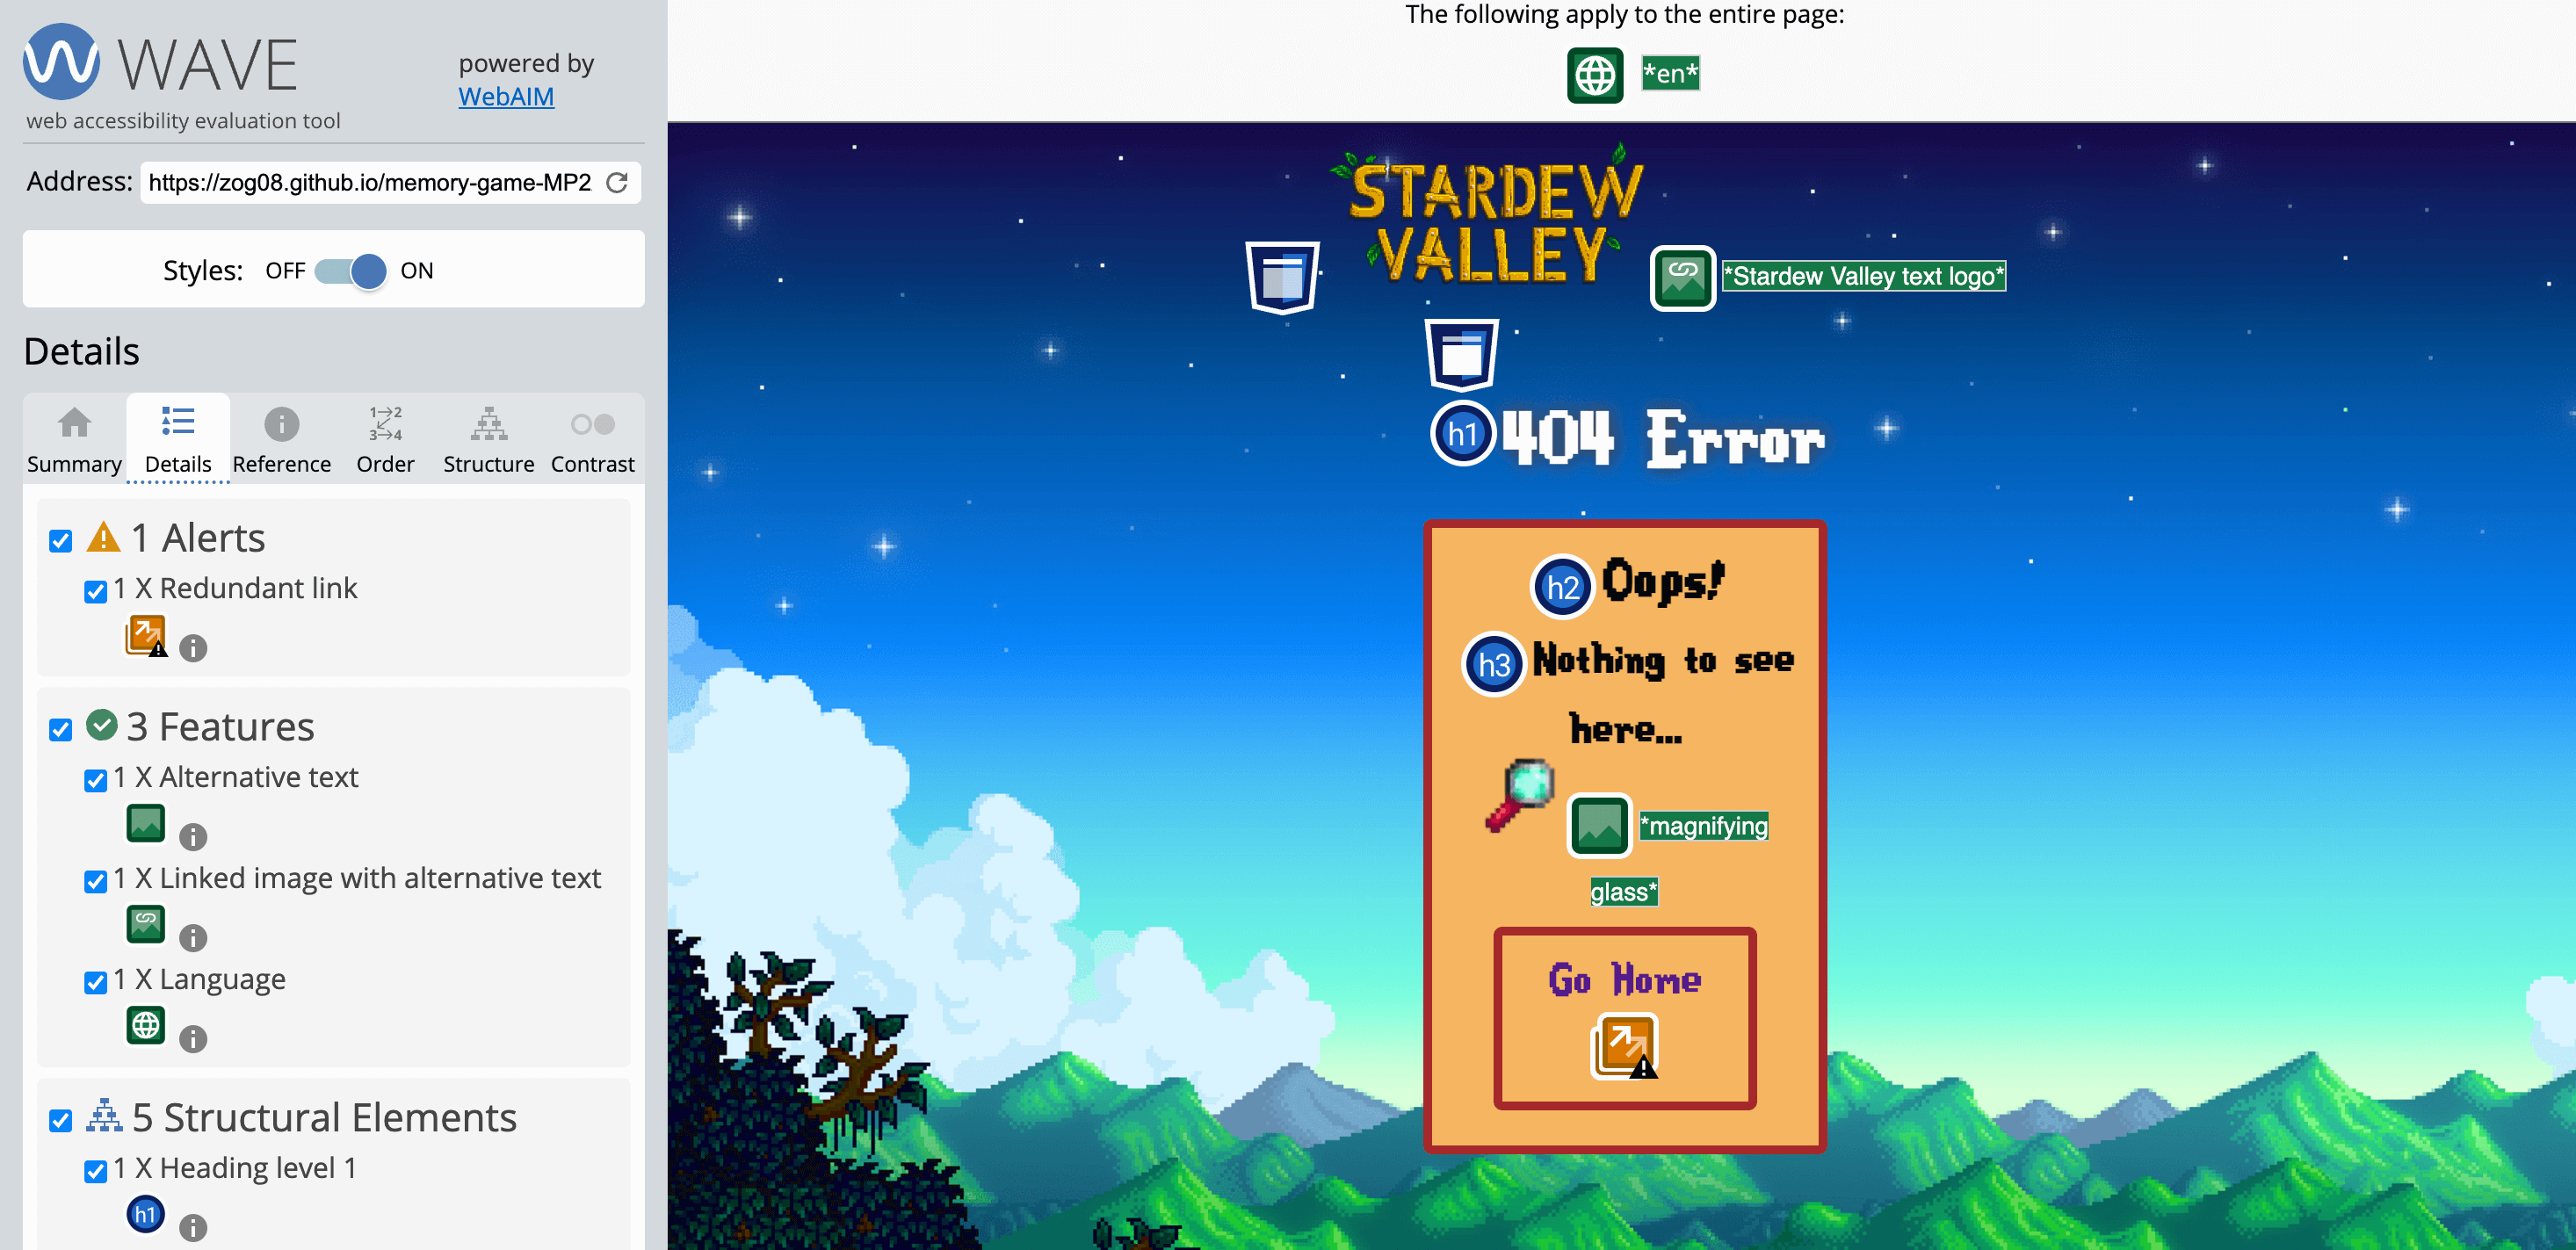 WAVE
powered by
WebAIM
web accessibility evaluation tool
Address: https://zog08.github.io/memory-game-MP2
Styles: OFF ON
Details
1→2
3→4
Summary Details Reference Order Structure Contrast
1 Alerts
1 X Redundant link
3 Features
1 X Alternative text
1 X Linked image with alternative text
1 X Language
5 Structural Elements
1 X Heading level 1
h1
The following apply to the entire page:
*en*
STARDEW
VALLEY
*Stardew Valley text logo*
h1 404 Error
h2 Oops!
h3 Nothing to see
here...
*magnifying
glass*
Go Home